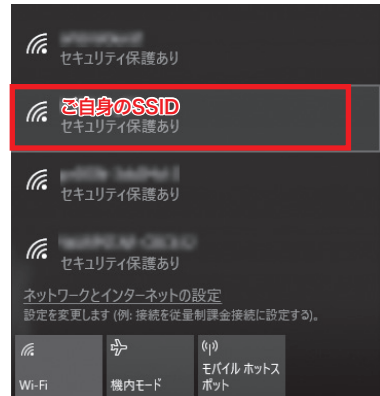 セキュリティ保護あり
ご自身のSSID
セキュリティ保護あり
セキュリティ保護あり
セキュリティ保護あり
ネットワークとインターネットの設定
設定を変更します (例: 接続を従量制課金接続に設定する)。
Wi-Fi
機内モード
モバイル ホットス
ポット